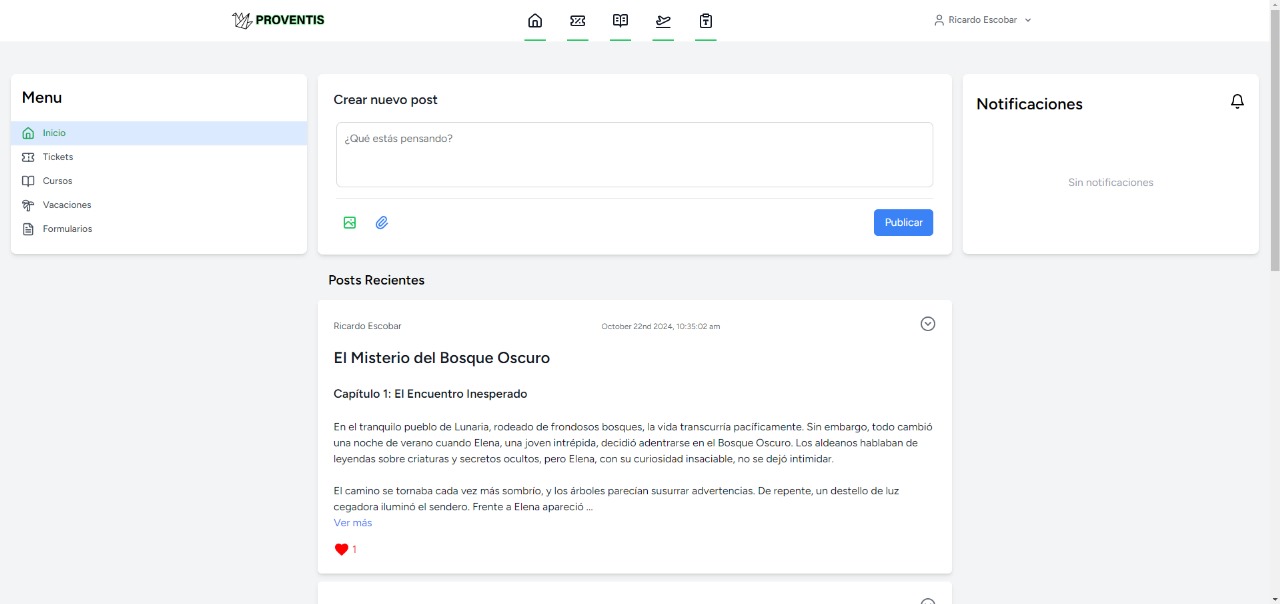 PROVENTIS
Ricardo Escobar
Menu
Inicio
Tickets
Cursos
Vacaciones
Formularios
Crear nuevo post
¿Qué estás pensando?
Publicar
Notificaciones
Sin notificaciones
Posts Recientes
Ricardo Escobar
October 22nd 2024, 10:35:02 am
El Misterio del Bosque Oscuro
Capítulo 1: El Encuentro Inesperado
En el tranquilo pueblo de Lunaria, rodeado de frondosos bosques, la vida transcurría pacíficamente. Sin embargo, todo cambió
una noche de verano cuando Elena, una joven intrépida, decidió adentrarse en el Bosque Oscuro. Los aldeanos hablaban de
leyendas sobre criaturas y secretos ocultos, pero Elena, con su curiosidad insaciable, no se dejó intimidar.
El camino se tornaba cada vez más sombrío, y los árboles parecían susurrar advertencias. De repente, un destello de luz
cegadora iluminó el sendero. Frente a Elena apareció ...
Ver más
1